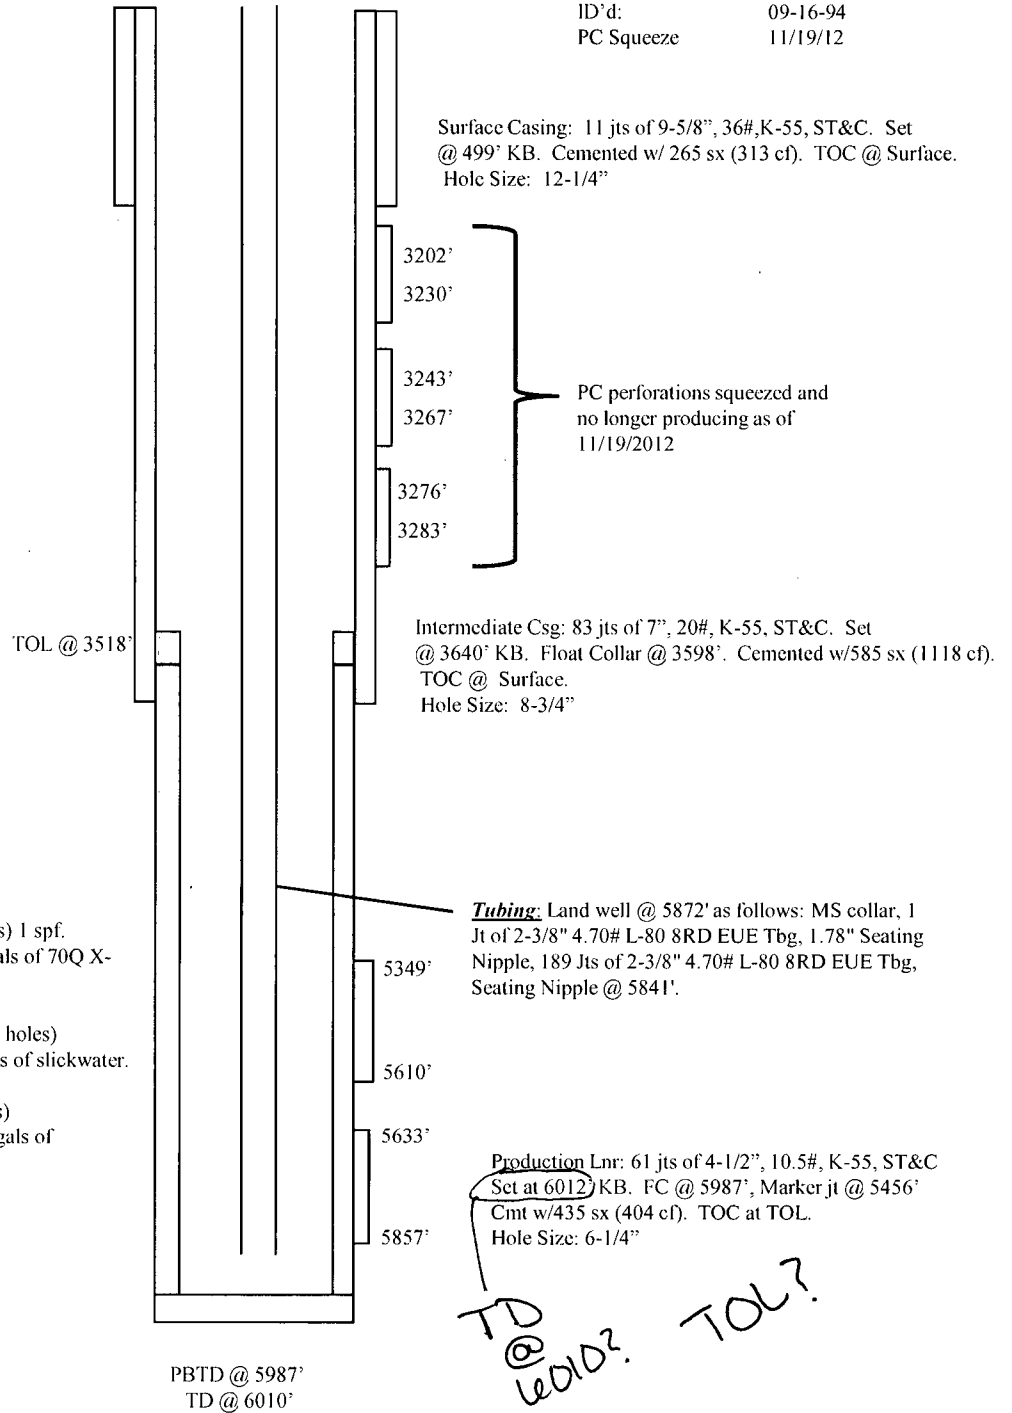 ID'd: 09-16-94
PC Squeeze 11/19/12
Surface Casing: 11 jts of 9-5/8", 36#,K-55, ST&C. Set
@ 499' KB. Cemented w/ 265 sx (313 cf). TOC @ Surface.
Hole Size: 12-1/4"
3202'
3230'
3243'
3267'
PC perforations squeezed and
no longer producing as of
11/19/2012
3276'
3283'
TOL @ 3518'
Intermediate Csg: 83 jts of 7", 20#, K-55, ST&C. Set
@ 3640' KB. Float Collar @ 3598'. Cemented w/585 sx (1118 cf).
TOC @ Surface.
Hole Size: 8-3/4"
Tubing: Land well @ 5872' as follows: MS collar, 1
Jt of 2-3/8" 4.70# L-80 8RD EUE Tbg, 1.78" Seating
Nipple, 189 Jts of 2-3/8" 4.70# L-80 8RD EUE Tbg,
Seating Nipple @ 5841'.
s) 1 spf.
als of 70Q X-
holes)
s of slickwater.
s)
gals of
5349'
5610'
5633'
5857'
Production Lnr: 61 jts of 4-1/2", 10.5#, K-55, ST&C
Set at 6012' KB. FC @ 5987', Marker jt @ 5456'
Cmt w/435 sx (404 cf). TOC at TOL.
Hole Size: 6-1/4"
TD
@
6010?
TOL?
PBTD @ 5987'
TD @ 6010'